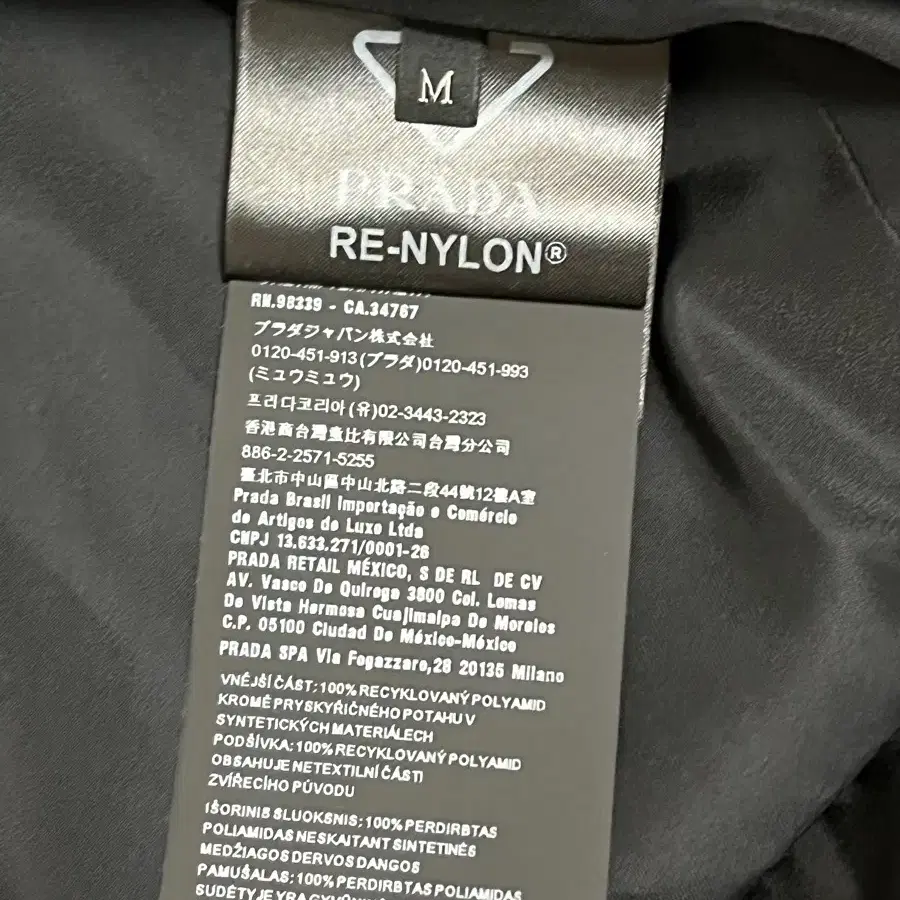 M
PRADA
RE-NYLON®
RN.98339 - CA.34767
プラダジャパン株式会社
0120-451-913(プラダ)0120-451-993
(ミュウミュウ)
프라다코리아(유)02-3443-2323
香港商台灣壹比有限公司台灣分公司
886-2-2571-5255
臺北市中山區中山北路二段44號12樓A室
Prada Brasil Importação e Comércio
de Artigos de Luxo Ltda
CNPJ 13.633.271/0001-26
PRADA RETAIL MÉXICO, S DE RL DE CV
AV. Vasco De Quiroga 3800 Col. Lomas
De Vista Hermosa Cuajimalpa De Morelos
C.P. 05100 Ciudad De México-México
PRADA SPA Via Fogazzaro,28 20135 Milano
VNĚJŠÍ ČÁST:100% RECYKLOVANÝ POLYAMID
KROMĚ PRYSKYŘIČNÉHO POTAHU V
SYNTETICKÝCH MATERIÁLECH
PODŠÍVKA:100% RECYKLOVANÝ POLYAMID
OBSAHUJE NETEXTILNÍ ČÁSTI
ZVÍŘECÍHO PŮVODU
IŠORINIS SLUOKSNIS:100% PERDIRBTAS
POLIAMIDAS NESKAITANT SINTETINĖS
MEDŽIAGOS DERVOS DANGOS
PAMUŠALAS:100% PERDIRBTAS POLIAMIDAS
SUDĖTYJE YRA